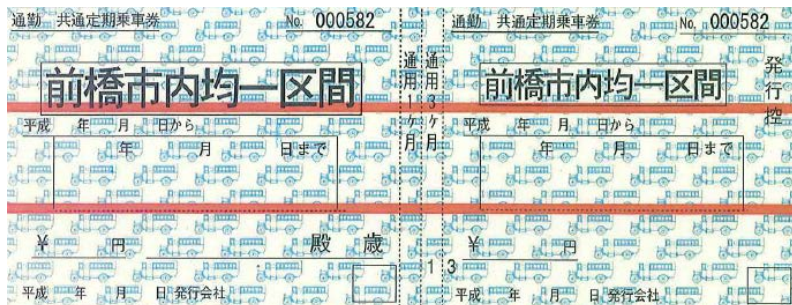 通勤 共通定期乗車券 No. 000582
前橋市内均一区間
平成 年 月 日から
年 月 日まで
¥ 円 殿 歳
平成 年 月 日 発行会社
通用1ケ月
通用3ケ月
1 3
通勤 共通定期乗車券 No. 000582
前橋市内均一区間
発行控
平成 年 月 日から
年 月 日まで
¥ 円
平成 年 月 日 発行会社